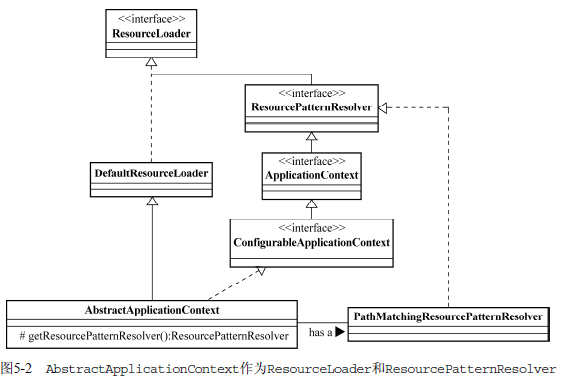 <<interface>>
ResourceLoader
<<interface>>
ResourcePatternResolver
<<interface>>
ApplicationContext
DefaultResourceLoader
<<interface>>
ConfigurableApplicationContext
AbstractApplicationContext
# getResourcePatternResolver():ResourcePatternResolver
has a
PathMatchingResourcePatternResolver
图5-2 AbstractApplicationContext作为ResourceLoader和ResourcePatternResolver